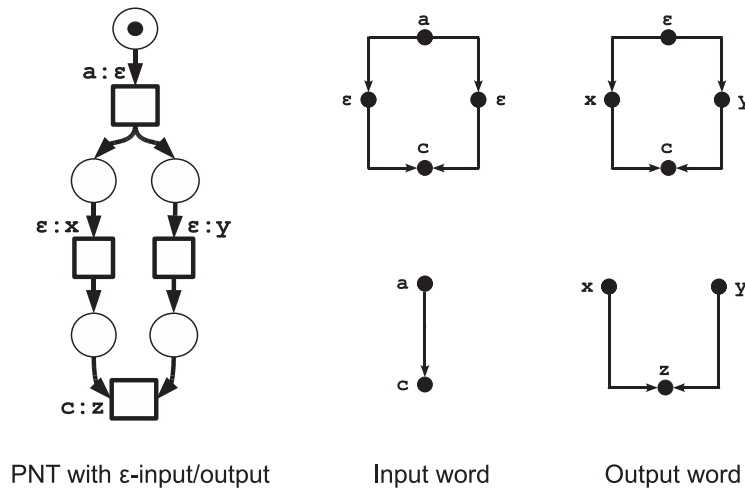 a:ε
ε:x
ε:y
c:z
PNT with ε-input/output
a
ε
ε
c
a
c
Input word
ε
x
y
c
x
y
z
Output word